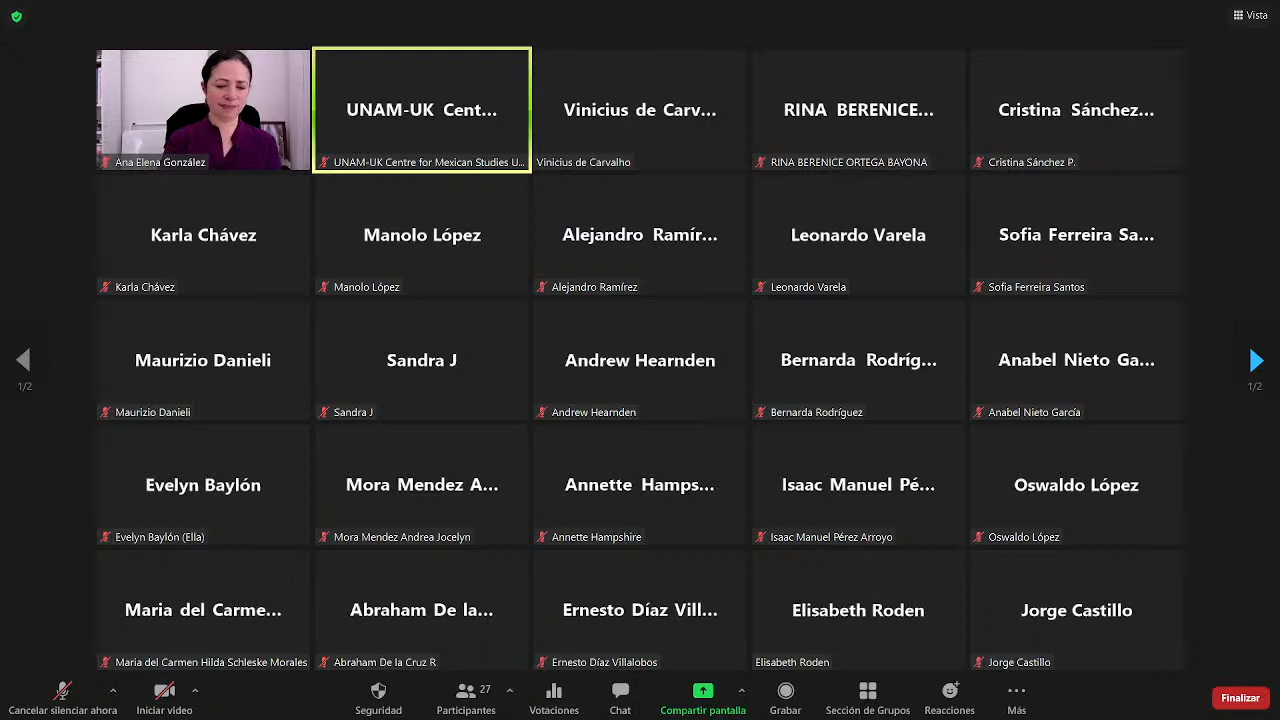 Vista
Ana Elena González
UNAM-UK Cent...
UNAM-UK Centre for Mexican Studies U...
Vinicius de Carv...
Vinicius de Carvalho
RINA BERENICE...
RINA BERENICE ORTEGA BAYONA
Cristina Sánchez...
Cristina Sánchez P.
Karla Chávez
Karla Chávez
Manolo López
Manolo López
Alejandro Ramír...
Alejandro Ramírez
Leonardo Varela
Leonardo Varela
Sofia Ferreira Sa...
Sofia Ferreira Santos
Maurizio Danieli
Maurizio Danieli
Sandra J
Sandra J
Andrew Hearnden
Andrew Hearnden
Bernarda Rodríg...
Bernarda Rodríguez
Anabel Nieto Ga...
Anabel Nieto García
1/2
1/2
Evelyn Baylón
Evelyn Baylón (Ella)
Mora Mendez A...
Mora Mendez Andrea Jocelyn
Annette Hamps...
Annette Hampshire
Isaac Manuel Pé...
Isaac Manuel Pérez Arroyo
Oswaldo López
Oswaldo López
Maria del Carme...
Maria del Carmen Hilda Schleske Morales
Abraham De la...
Abraham De la Cruz R
Ernesto Díaz Vill...
Ernesto Díaz Villalobos
Elisabeth Roden
Elisabeth Roden
Jorge Castillo
Jorge Castillo
Cancelar silenciar ahora
Iniciar video
Seguridad
27
Participantes
Votaciones
Chat
Compartir pantalla
Grabar
Sección de Grupos
Reacciones
Más
Finalizar